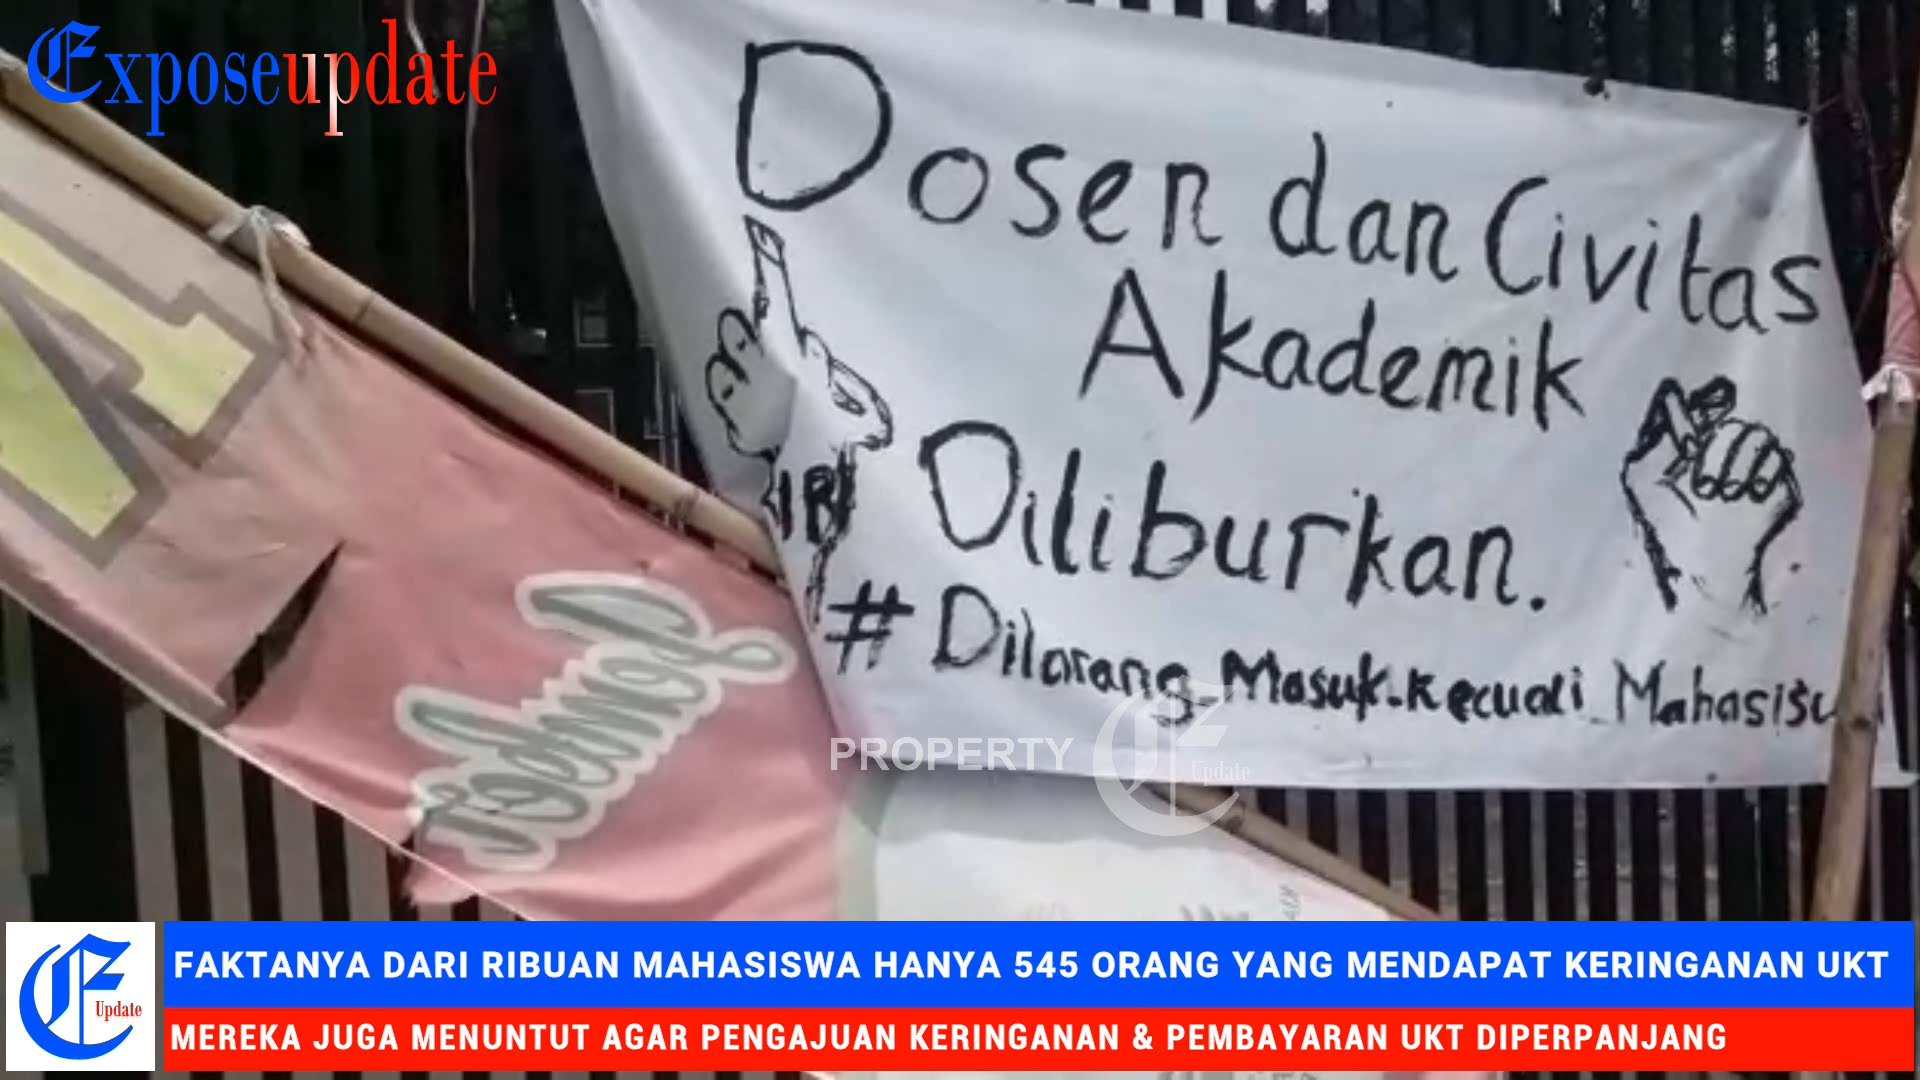 Exposeupdate
Dosen dan Civitas
Akademik
Diliburkan.
#Dilarang_Masuk_Kecuali_Mahasiswa
PROPERTY
Update
Update
FAKTANYA DARI RIBUAN MAHASISWA HANYA 545 ORANG YANG MENDAPAT KERINGANAN UKT
MEREKA JUGA MENUNTUT AGAR PENGAJUAN KERINGANAN & PEMBAYARAN UKT DIPERPANJANG